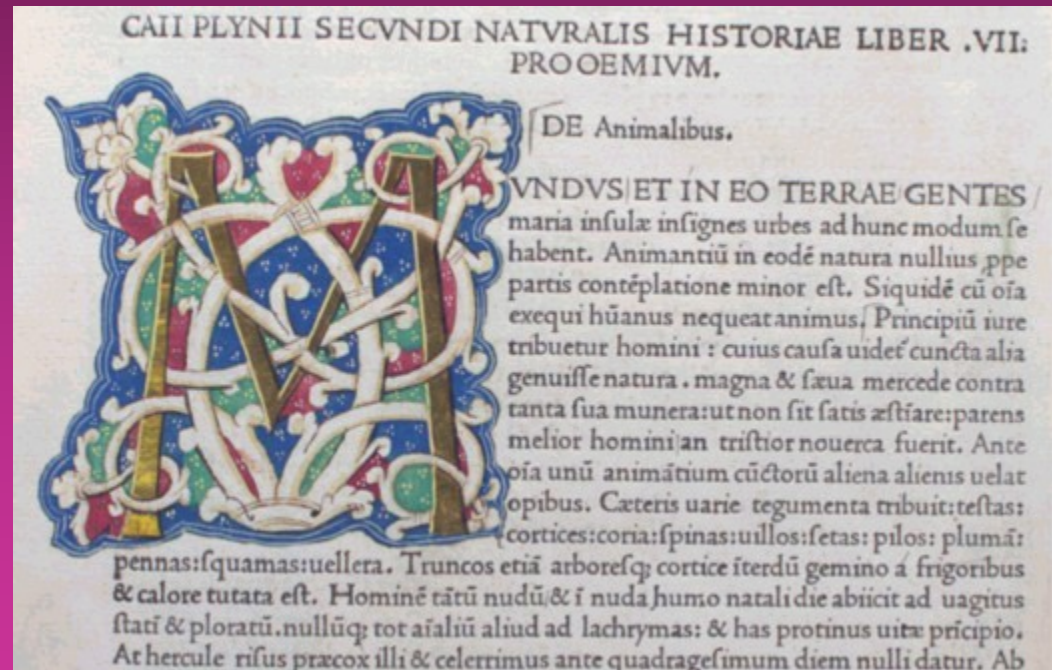 CAII PLYNII SECVNDI NATVRALIS HISTORIAE LIBER .VII:
PROOEMIVM.
DE Animalibus.
MVNDVS ET IN EO TERRAE GENTES
maria inſulæ inſignes urbes ad hunc modum ſe
habent. Animantiū in eodē natura nullius ꝓpe
partis contēplatione minor eſt. Siquidē cū oīa
exequi hūanus nequeat animus. Principiū iure
tribuetur homini : cuius cauſa uidet᷑ cuncta alia
genuiſſe natura . magna & ſæua mercede contra
tanta ſua munera:ut non ſit ſatis æſtīare:parens
melior homini an triſtior nouerca fuerit. Ante
oīa unū animātium cūctorū aliena alienis uelat
opibus. Cæteris uarie tegumenta tribuit:teſtas:
cortices:coria:ſpinas:uillos:ſetas: pilos: plumā:
pennas:ſquamas:uellera. Truncos etiā arboreſq; cortice īterdū gemino á frigoribus
& calore tutata eſt. Hominē tātū nudū & ī nuda humo natali die abiicit ad uagitus
ſtatī & ploratū.nullūq; tot aīaliū aliud ad lachrymas: & has protinus uitæ prīcipio.
At hercule riſus præcox ille & celerrimus ante quadrageſimum diem nulli datur. Ab